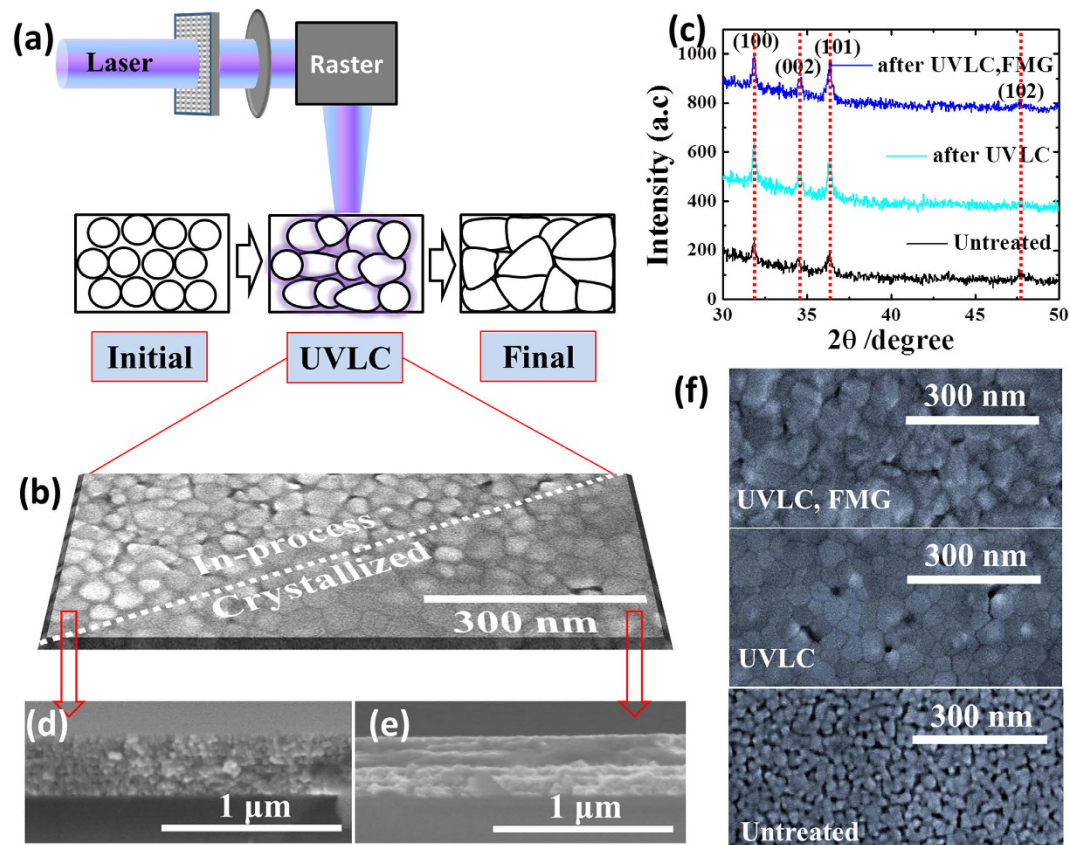 (a)
Laser
Raster
Initial
UVLC
Final
(b)
In-process
Crystallized
300 nm
(d)
1 μm
(e)
1 μm
(c)
Intensity (a.c)
1000
800
600
400
200
0
(100)
(002)
(101)
(102)
after UVLC,FMG
after UVLC
Untreated
30 35 40 45 50
2θ /degree
(f)
300 nm
UVLC, FMG
300 nm
UVLC
300 nm
Untreated